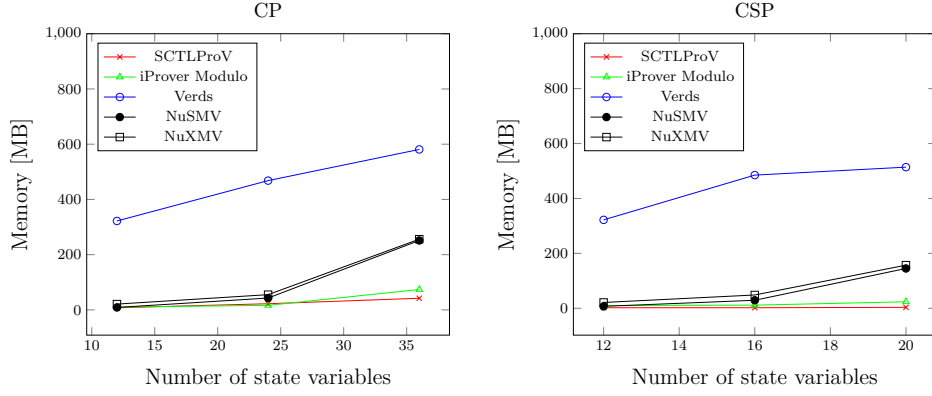 CP
1,000
800
600
400
200
0
Memory [MB]
SCTLProV
iProver Modulo
Verds
NuSMV
NuXMV
10 15 20 25 30 35
Number of state variables
CSP
1,000
800
600
400
200
0
Memory [MB]
SCTLProV
iProver Modulo
Verds
NuSMV
NuXMV
12 14 16 18 20
Number of state variables